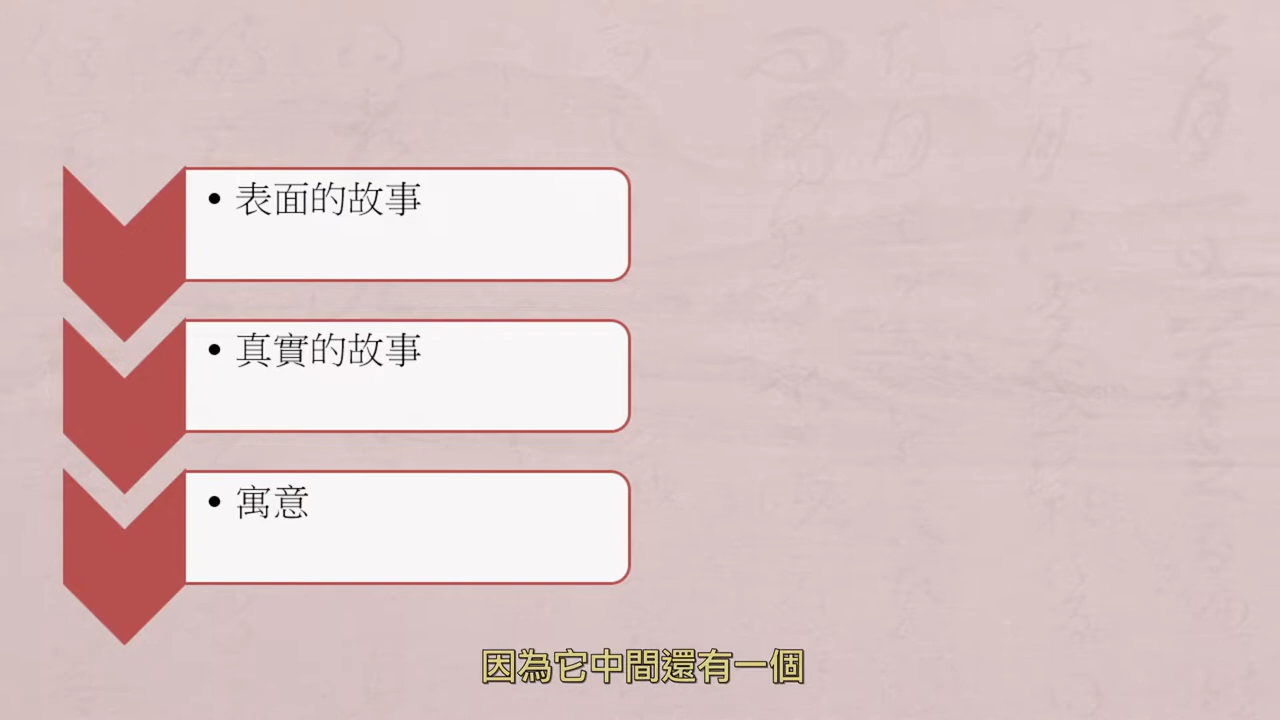 • 表面的故事
• 真實的故事
• 寓意
因為它中間還有一個